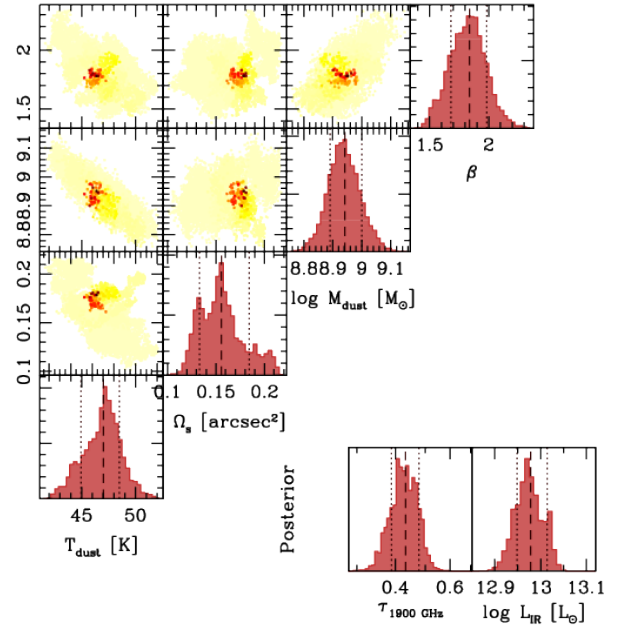 2
1.5
1.5 2
β
9.1
9
8.9
8.8
8.8 8.9 9 9.1
log M_dust [M_⊙]
0.2
0.15
0.1
0.1 0.15 0.2
Ω_s [arcsec²]
45 50
T_dust [K]
Posterior
0.4 0.6
τ_1900 GHz
12.9 13 13.1
log L_IR [L_⊙]